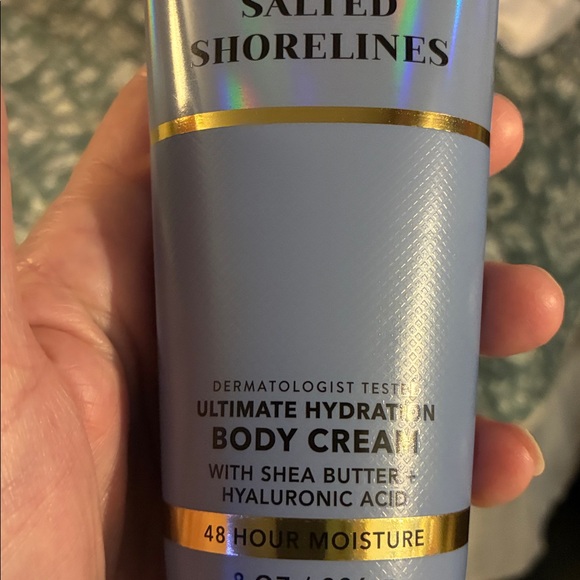 SALTED
SHORELINES
DERMATOLOGIST TESTED
ULTIMATE HYDRATION
BODY CREAM
WITH SHEA BUTTER +
HYALURONIC ACID
48 HOUR MOISTURE